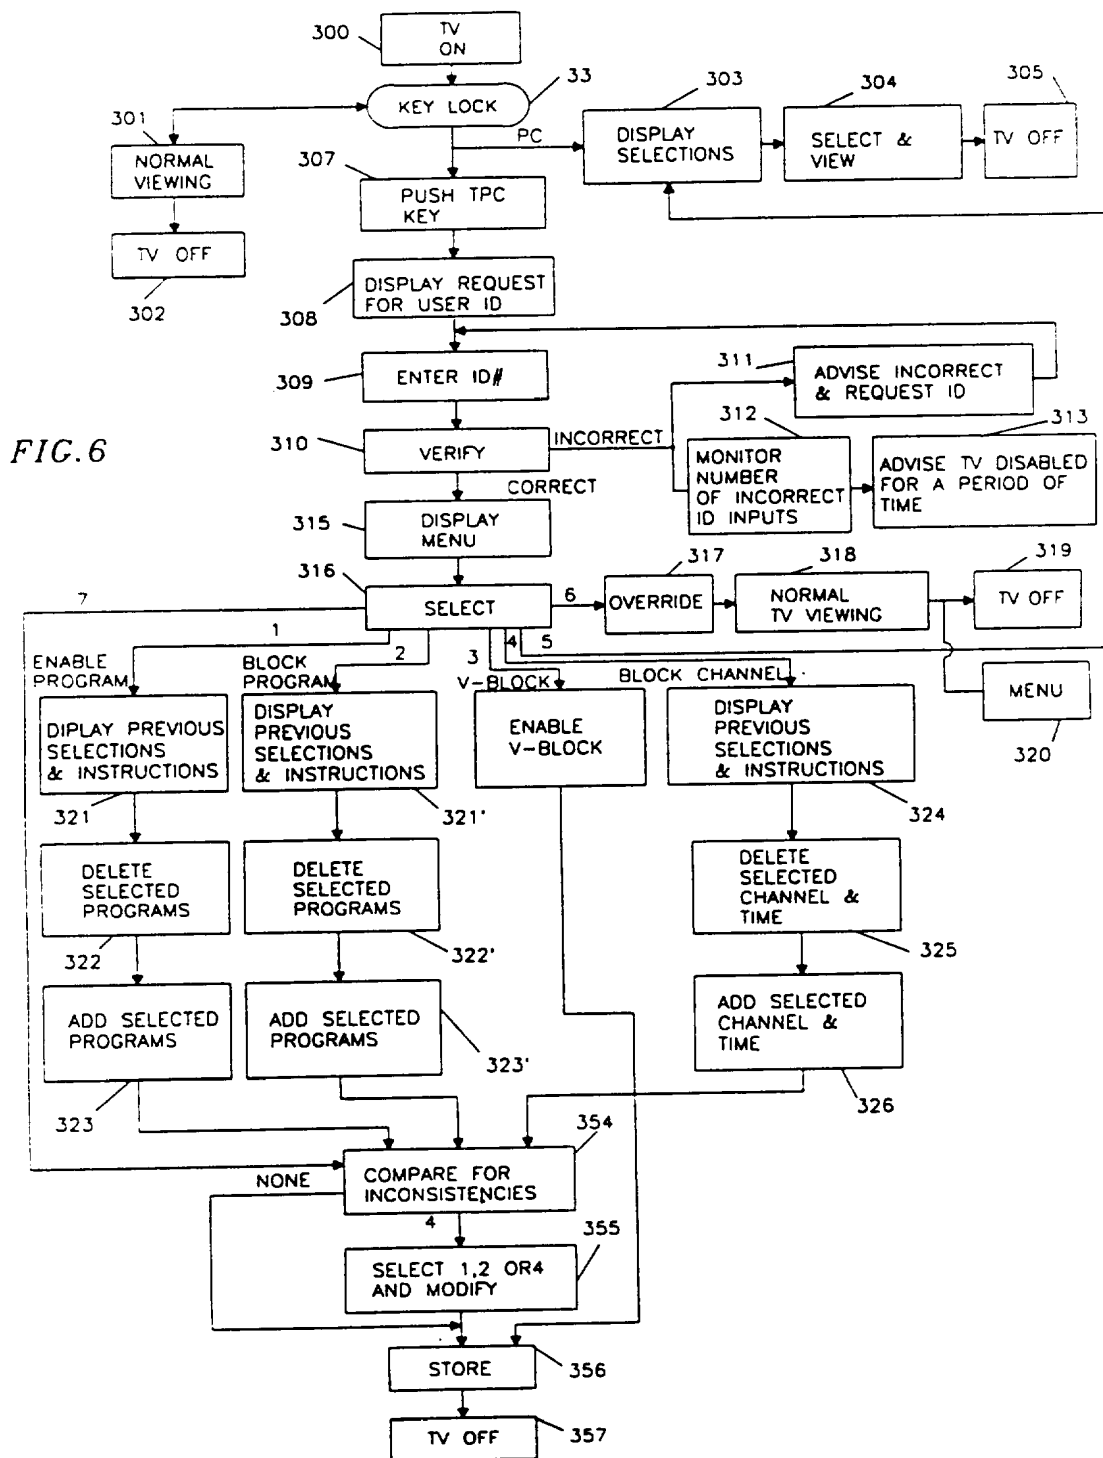 300
TV
ON
33
KEY LOCK
303
304
305
301
PC
DISPLAY
SELECTIONS
SELECT &
VIEW
TV OFF
NORMAL
VIEWING
307
PUSH TPC
KEY
TV OFF
302
DISPLAY REQUEST
FOR USER ID
308
309
ENTER ID#
311
ADVISE INCORRECT
& REQUEST ID
312
313
FIG.6
310
VERIFY
INCORRECT
MONITOR
NUMBER
OF INCORRECT
ID INPUTS
ADVISE TV DISABLED
FOR A PERIOD OF
TIME
CORRECT
315
DISPLAY
MENU
316
317
318
319
7
SELECT
6
OVERRIDE
NORMAL
TV VIEWING
TV OFF
1
2
3
4
5
ENABLE
PROGRAM
BLOCK
PROGRAM
V-BLOCK
BLOCK CHANNEL
MENU
320
DIPLAY PREVIOUS
SELECTIONS
& INSTRUCTIONS
DISPLAY
PREVIOUS
SELECTIONS
& INSTRUCTIONS
ENABLE
V-BLOCK
DISPLAY
PREVIOUS
SELECTIONS
& INSTRUCTIONS
321
321'
324
DELETE
SELECTED
PROGRAMS
DELETE
SELECTED
PROGRAMS
DELETE
SELECTED
CHANNEL &
TIME
322
322'
325
ADD SELECTED
PROGRAMS
ADD SELECTED
PROGRAMS
ADD SELECTED
CHANNEL &
TIME
323
323'
326
354
NONE
COMPARE FOR
INCONSISTENCIES
4
355
SELECT 1,2 OR4
AND MODIFY
STORE
356
TV OFF
357